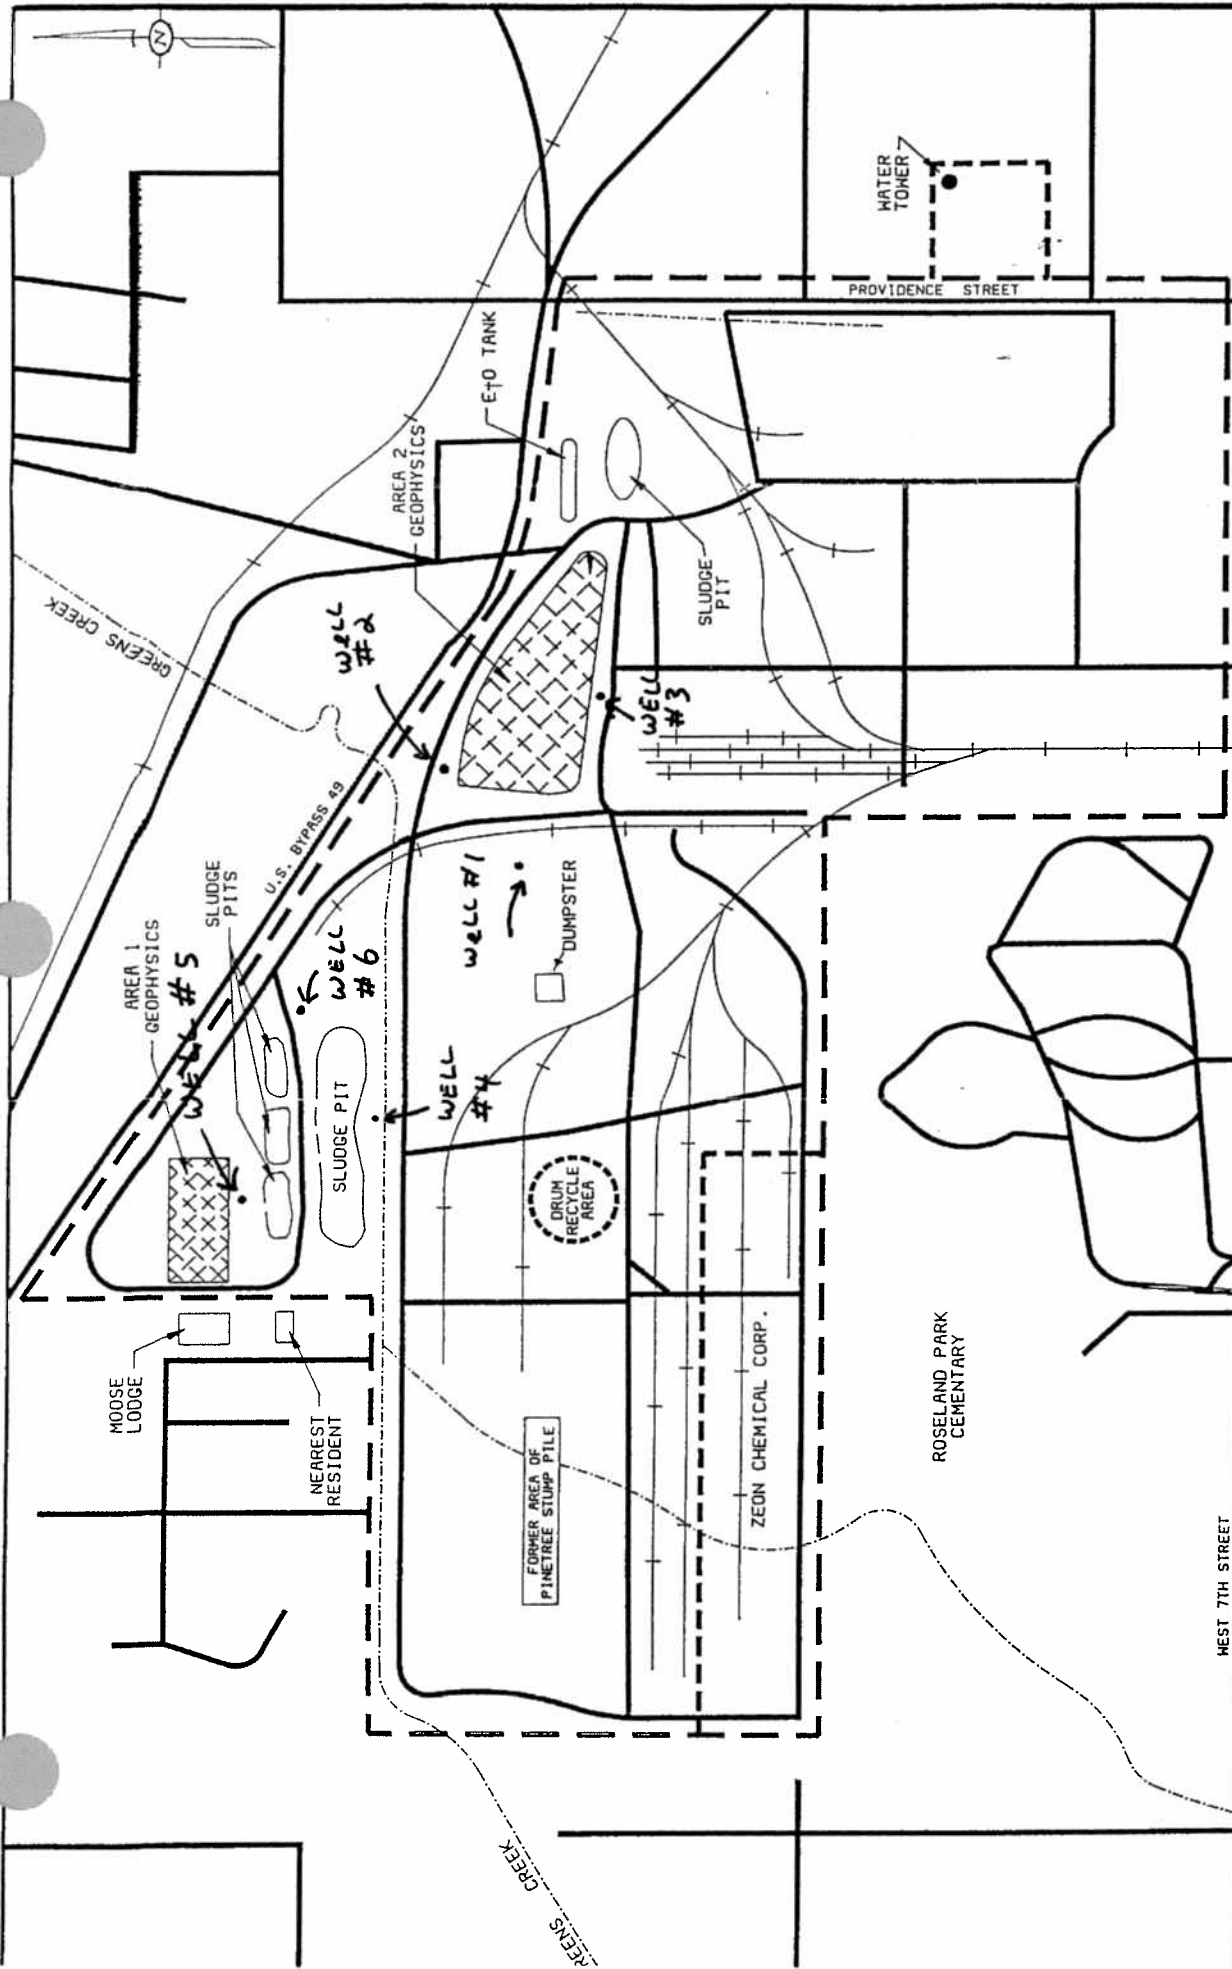 N
GREENS CREEK
U.S. BYPASS 49
AREA 1
GEOPHYSICS
SLUDGE
PITS
WELL #5
WELL
#6
SLUDGE PIT
WELL
#4
MOOSE
LODGE
NEAREST
RESIDENT
WELL
#2
AREA 2
GEOPHYSICS
EtO TANK
WELL #1
DUMPSTER
WELL
#3
SLUDGE
PIT
DRUM
RECYCLE
AREA
FORMER AREA OF
PINETREE STUMP PILE
ZEON CHEMICAL CORP.
REENS CREEK
WATER
TOWER
PROVIDENCE STREET
ROSELAND PARK
CEMENTARY
WEST 7TH STREET